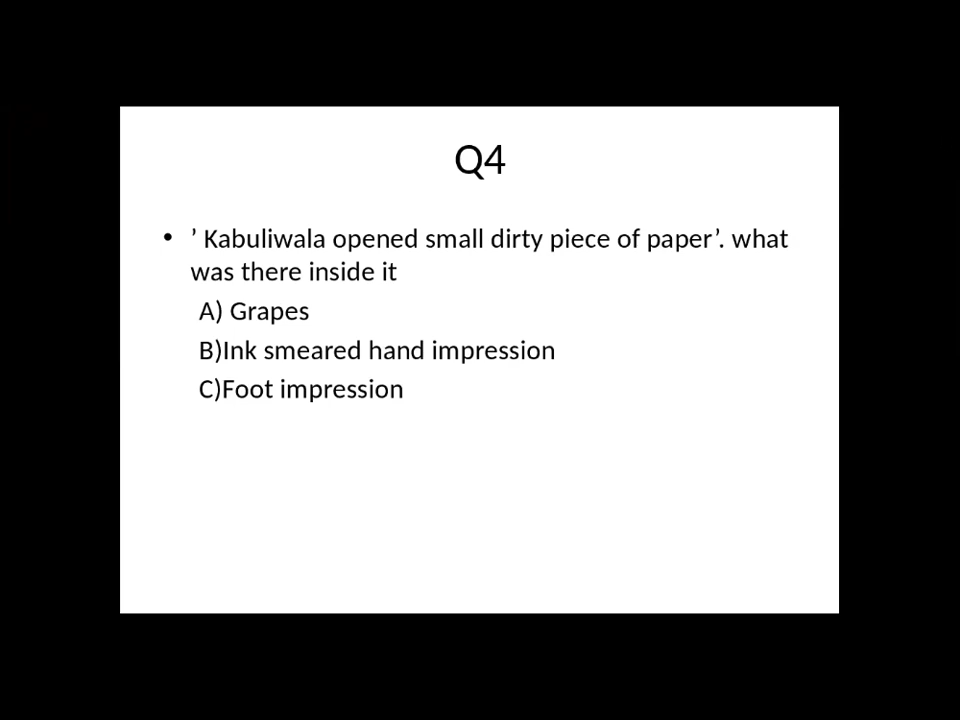 Q4
• ’ Kabuliwala opened small dirty piece of paper’. what
was there inside it
A) Grapes
B)Ink smeared hand impression
C)Foot impression